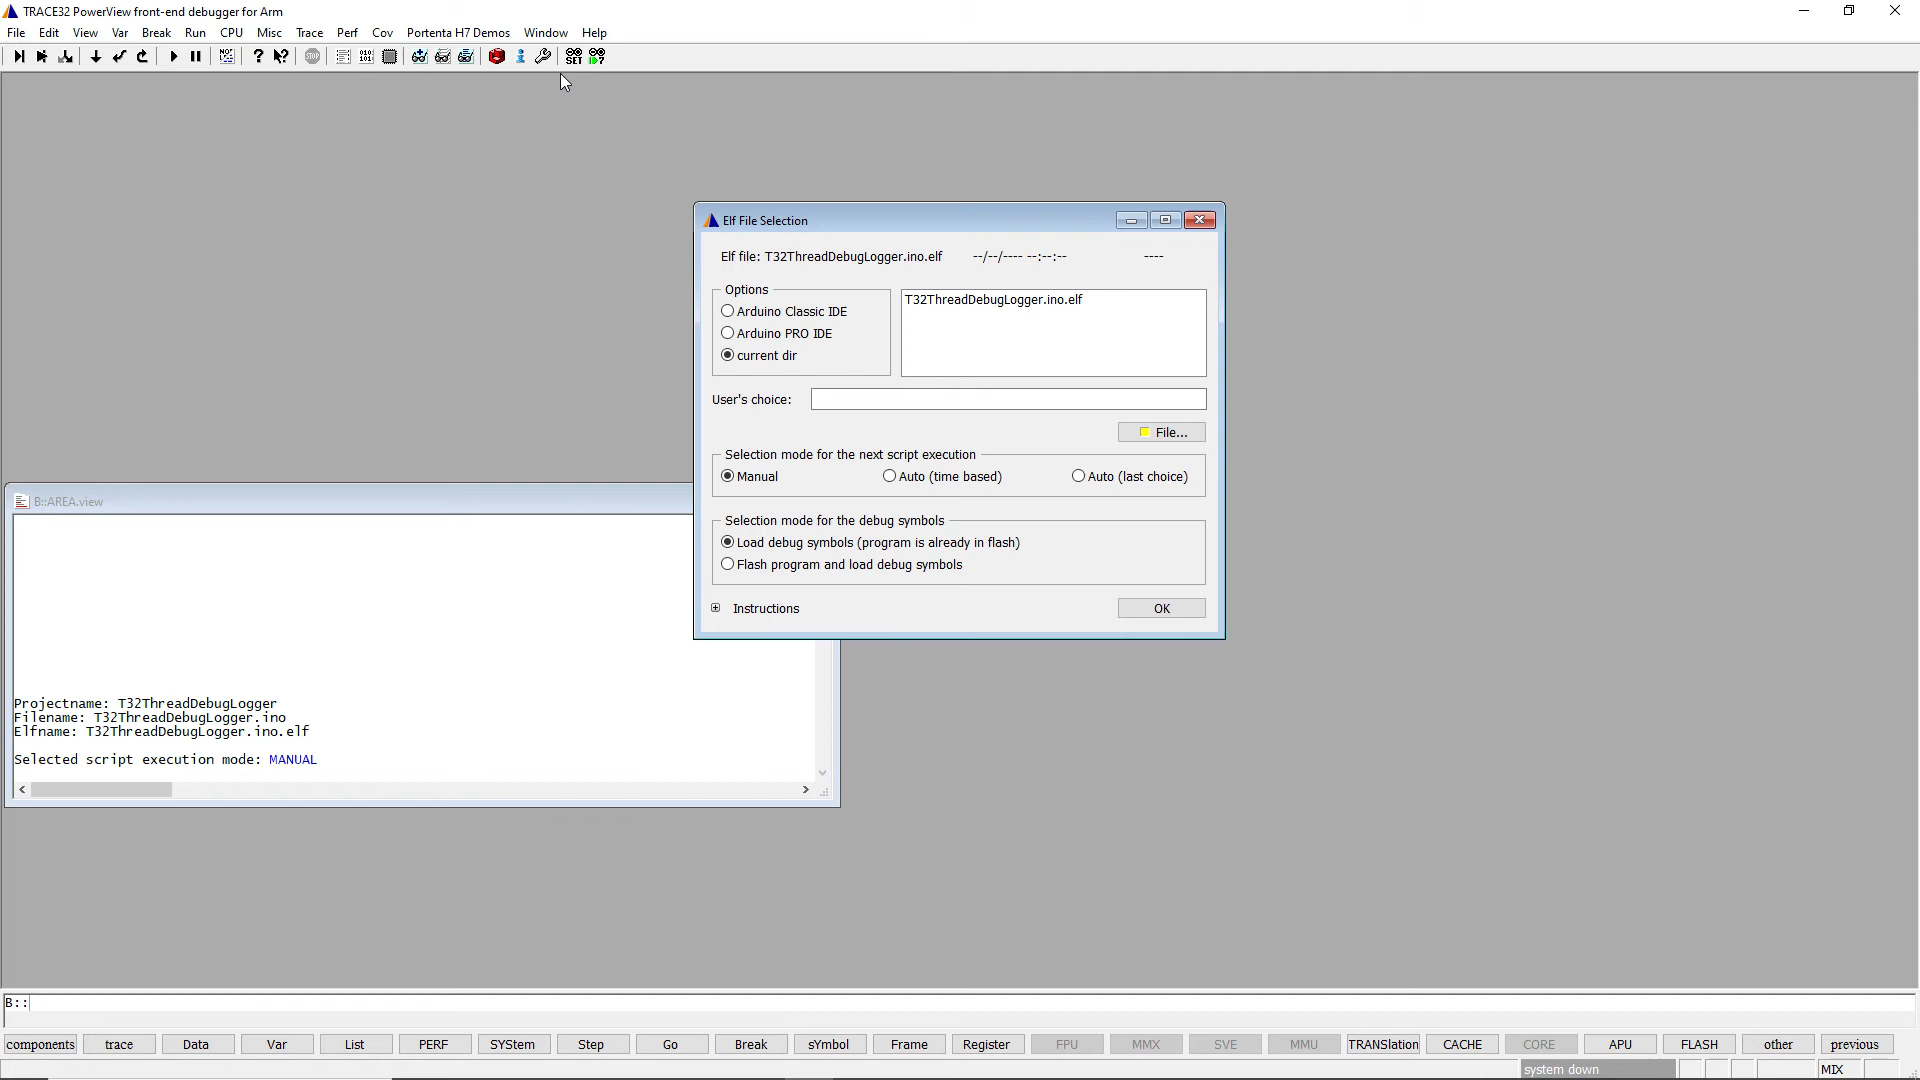 TRACE32 PowerView front-end debugger for Arm
File Edit View Var Break Run CPU Misc Trace Perf Cov Portenta H7 Demos Window Help
Elf File Selection
Elf file: T32ThreadDebugLogger.ino.elf --/--/---- --:--:-- ----
Options
Arduino Classic IDE
Arduino PRO IDE
current dir
T32ThreadDebugLogger.ino.elf
User's choice:
File...
Selection mode for the next script execution
Manual Auto (time based) Auto (last choice)
Selection mode for the debug symbols
Load debug symbols (program is already in flash)
Flash program and load debug symbols
Instructions OK
B::AREA.view
Projectname: T32ThreadDebugLogger
Filename: T32ThreadDebugLogger.ino
Elfname: T32ThreadDebugLogger.ino.elf
Selected script execution mode: MANUAL
B::
components trace Data Var List PERF SYStem Step Go Break sYmbol Frame Register FPU MMX SVE MMU TRANSlation CACHE CORE APU FLASH other previous
system down MIX